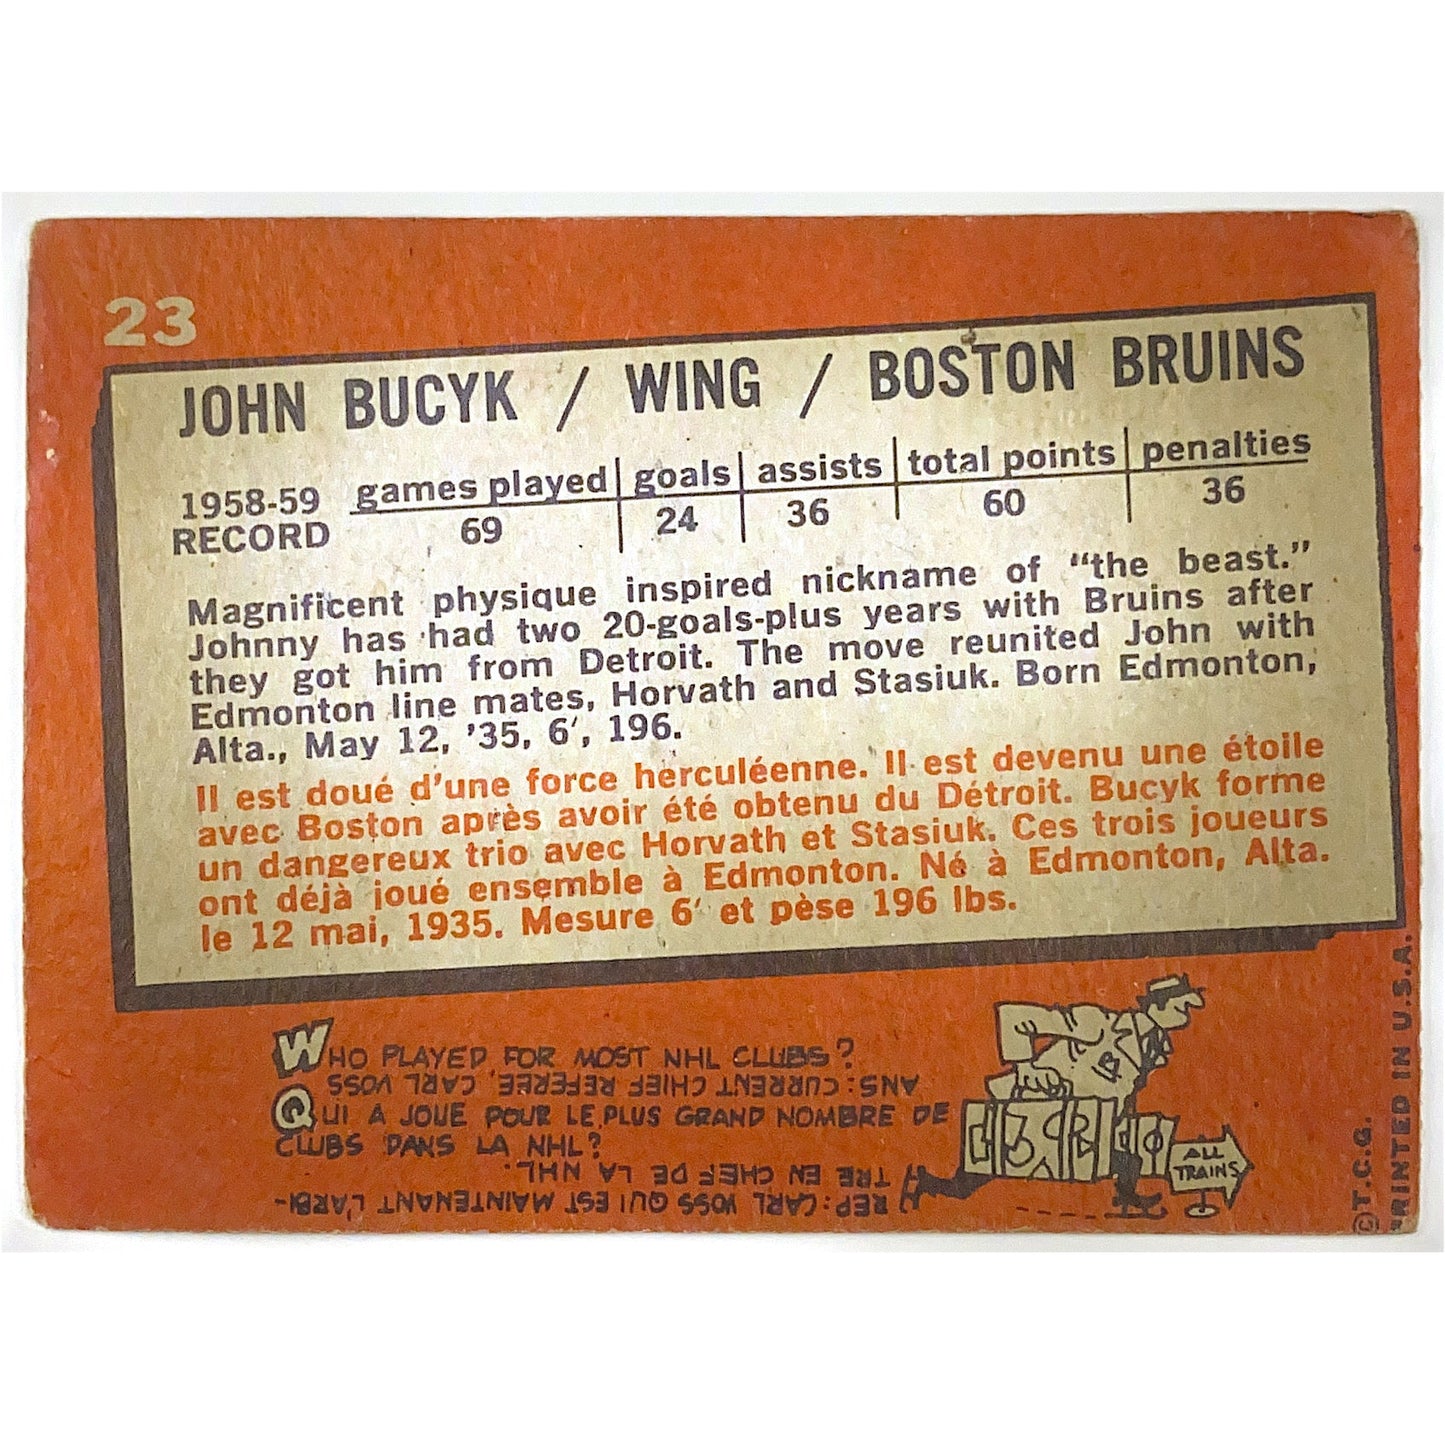 23
JOHN BUCYK / WING / BOSTON BRUINS
1958-59 RECORD
games played | goals | assists | total points | penalties
69 24 36 60 36
Magnificent physique inspired nickname of "the beast."
Johnny has had two 20-goals-plus years with Bruins after
they got him from Detroit. The move reunited John with
Edmonton line mates, Horvath and Stasiuk. Born Edmonton,
Alta., May 12, '35, 6', 196.
Il est doué d'une force herculéenne. Il est devenu une étoile
avec Boston après avoir été obtenu du Détroit. Bucyk forme
un dangereux trio avec Horvath et Stasiuk. Ces trois joueurs
ont déjà joué ensemble à Edmonton. Né à Edmonton, Alta.
le 12 mai, 1935. Mesure 6' et pèse 196 lbs.
WHO PLAYED FOR MOST NHL CLUBS?
ANS: CURRENT CHIEF REFEREE, CARL VOSS
QUI A JOUE POUR LE PLUS GRAND NOMBRE DE
CLUBS DANS LA NHL?
REP: CARL VOSS QUI EST MAINTENANT L'ARBI-
TRE EN CHEF DE LA NHL.
B
ALL
TRAINS
©T.C.G.
PRINTED IN U.S.A.